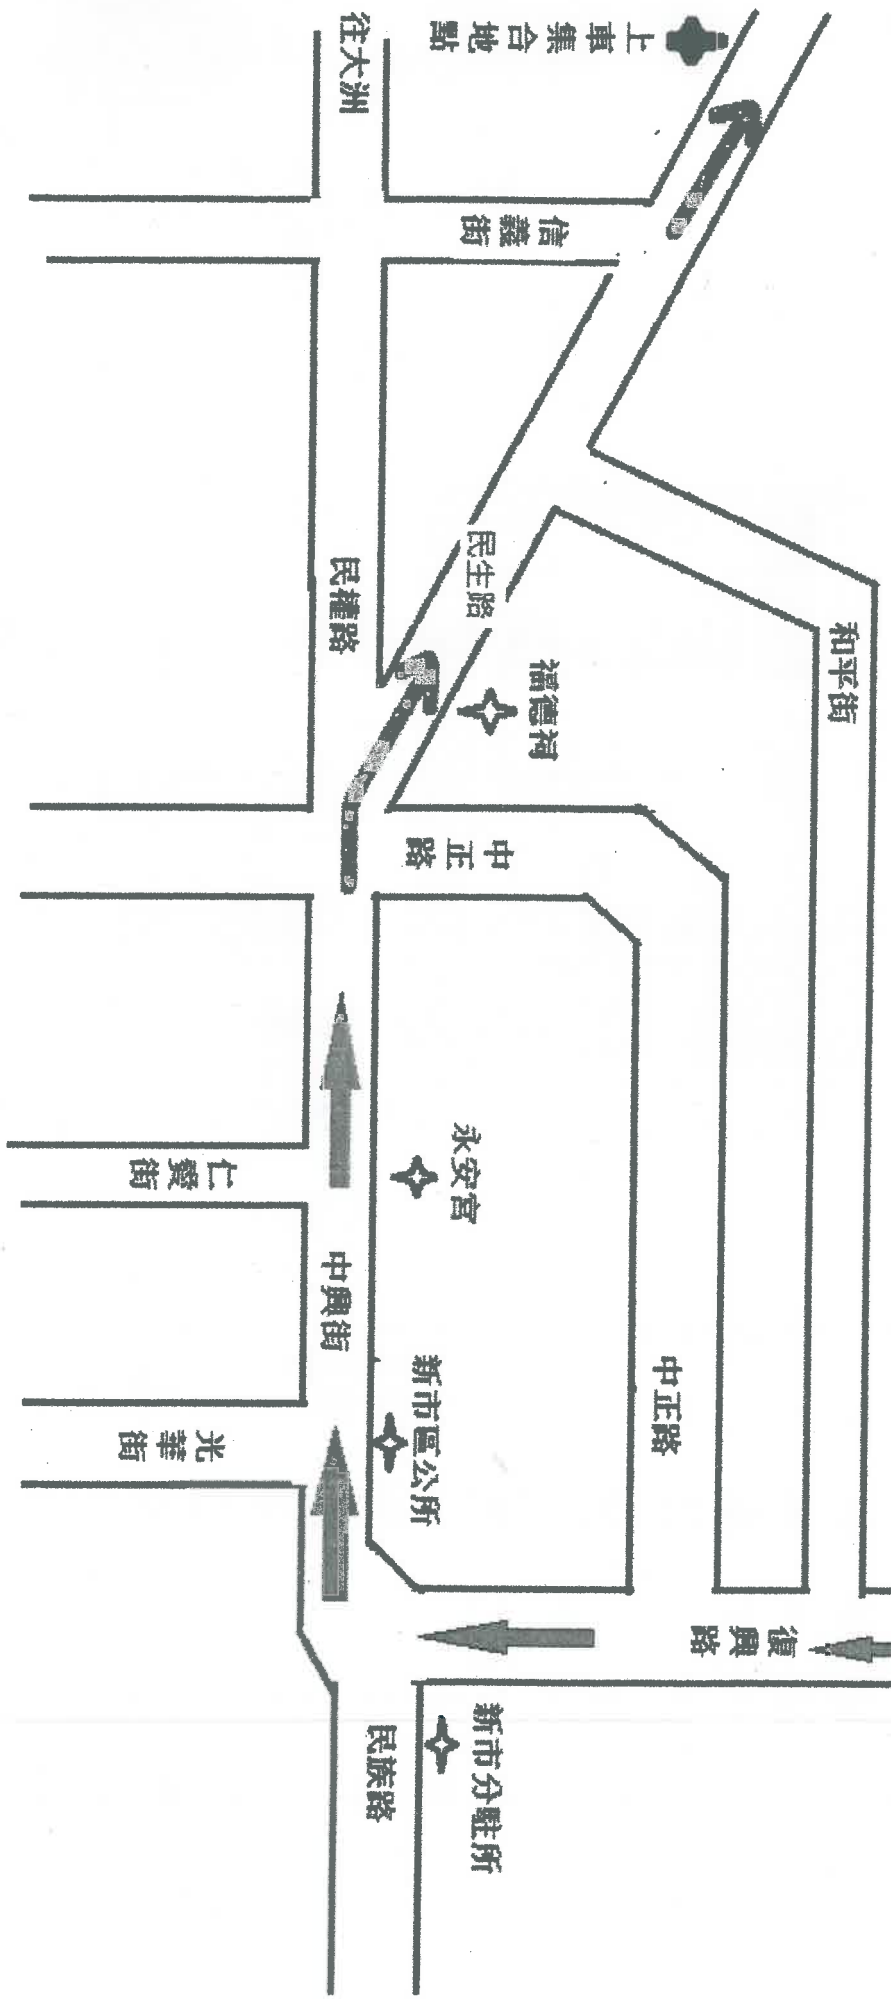 上車集合地點
往大洲
信義街
民權路
民生路
福德祠
和平街
中正路
永安宮
仁愛街
中興街
新市區公所
中正路
光華街
復興路
民族路
新市分駐所